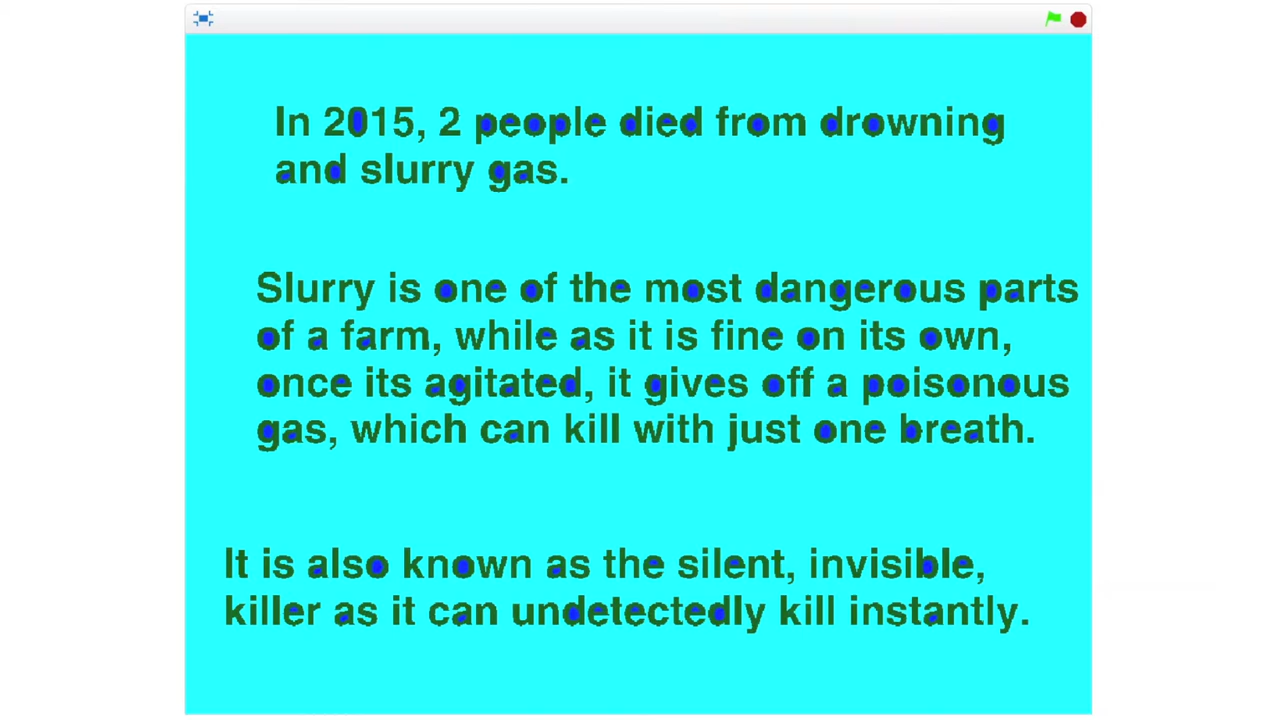 In 2015, 2 people died from drowning
and slurry gas.
Slurry is one of the most dangerous parts
of a farm, while as it is fine on its own,
once its agitated, it gives off a poisonous
gas, which can kill with just one breath.
It is also known as the silent, invisible,
killer as it can undetectedly kill instantly.